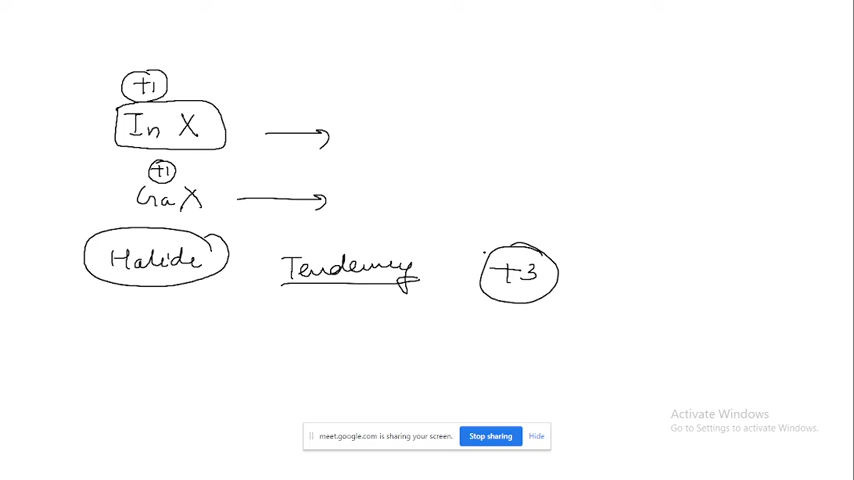 +1
In X
+1
Ga X
Halide Tendency +3
Activate Windows
Go to Settings to activate Windows.
meet.google.com is sharing your screen. Stop sharing Hide